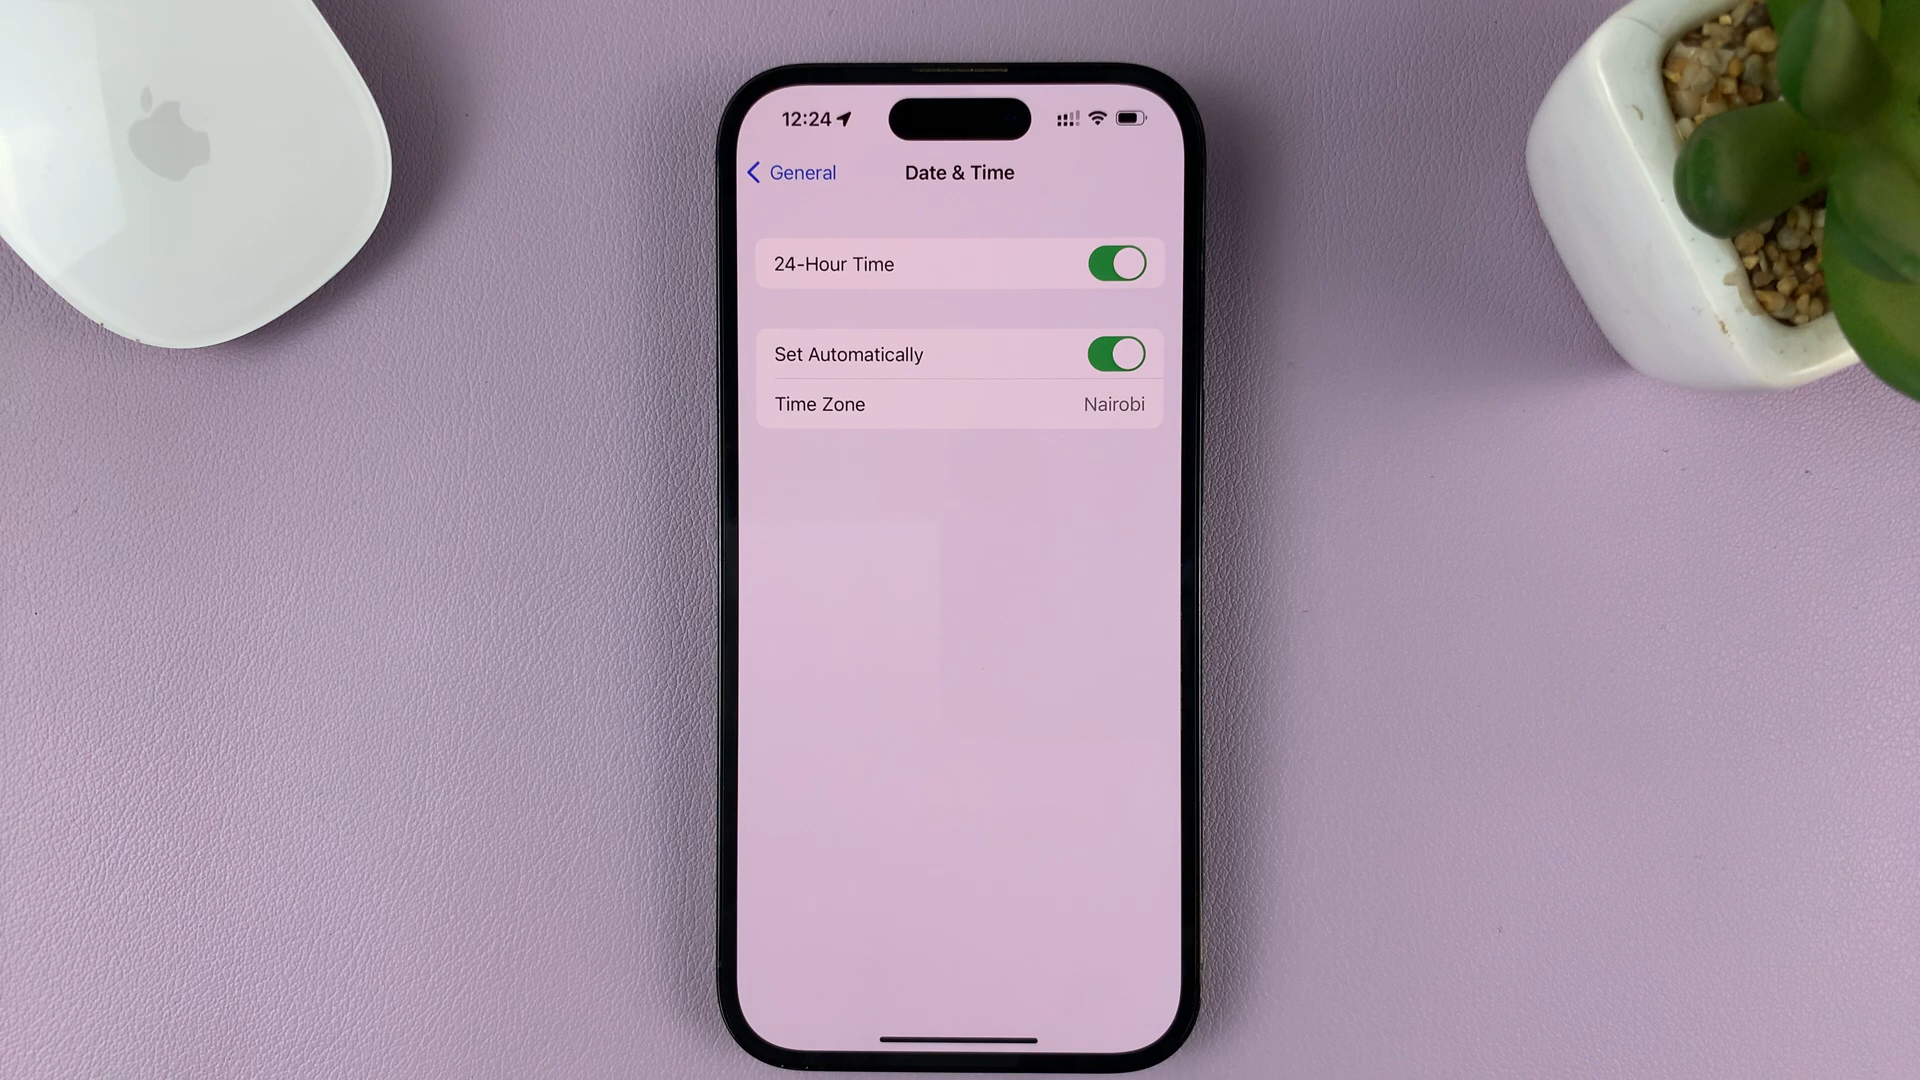 12:24
General
Date & Time
24-Hour Time
Set Automatically
Time Zone
Nairobi